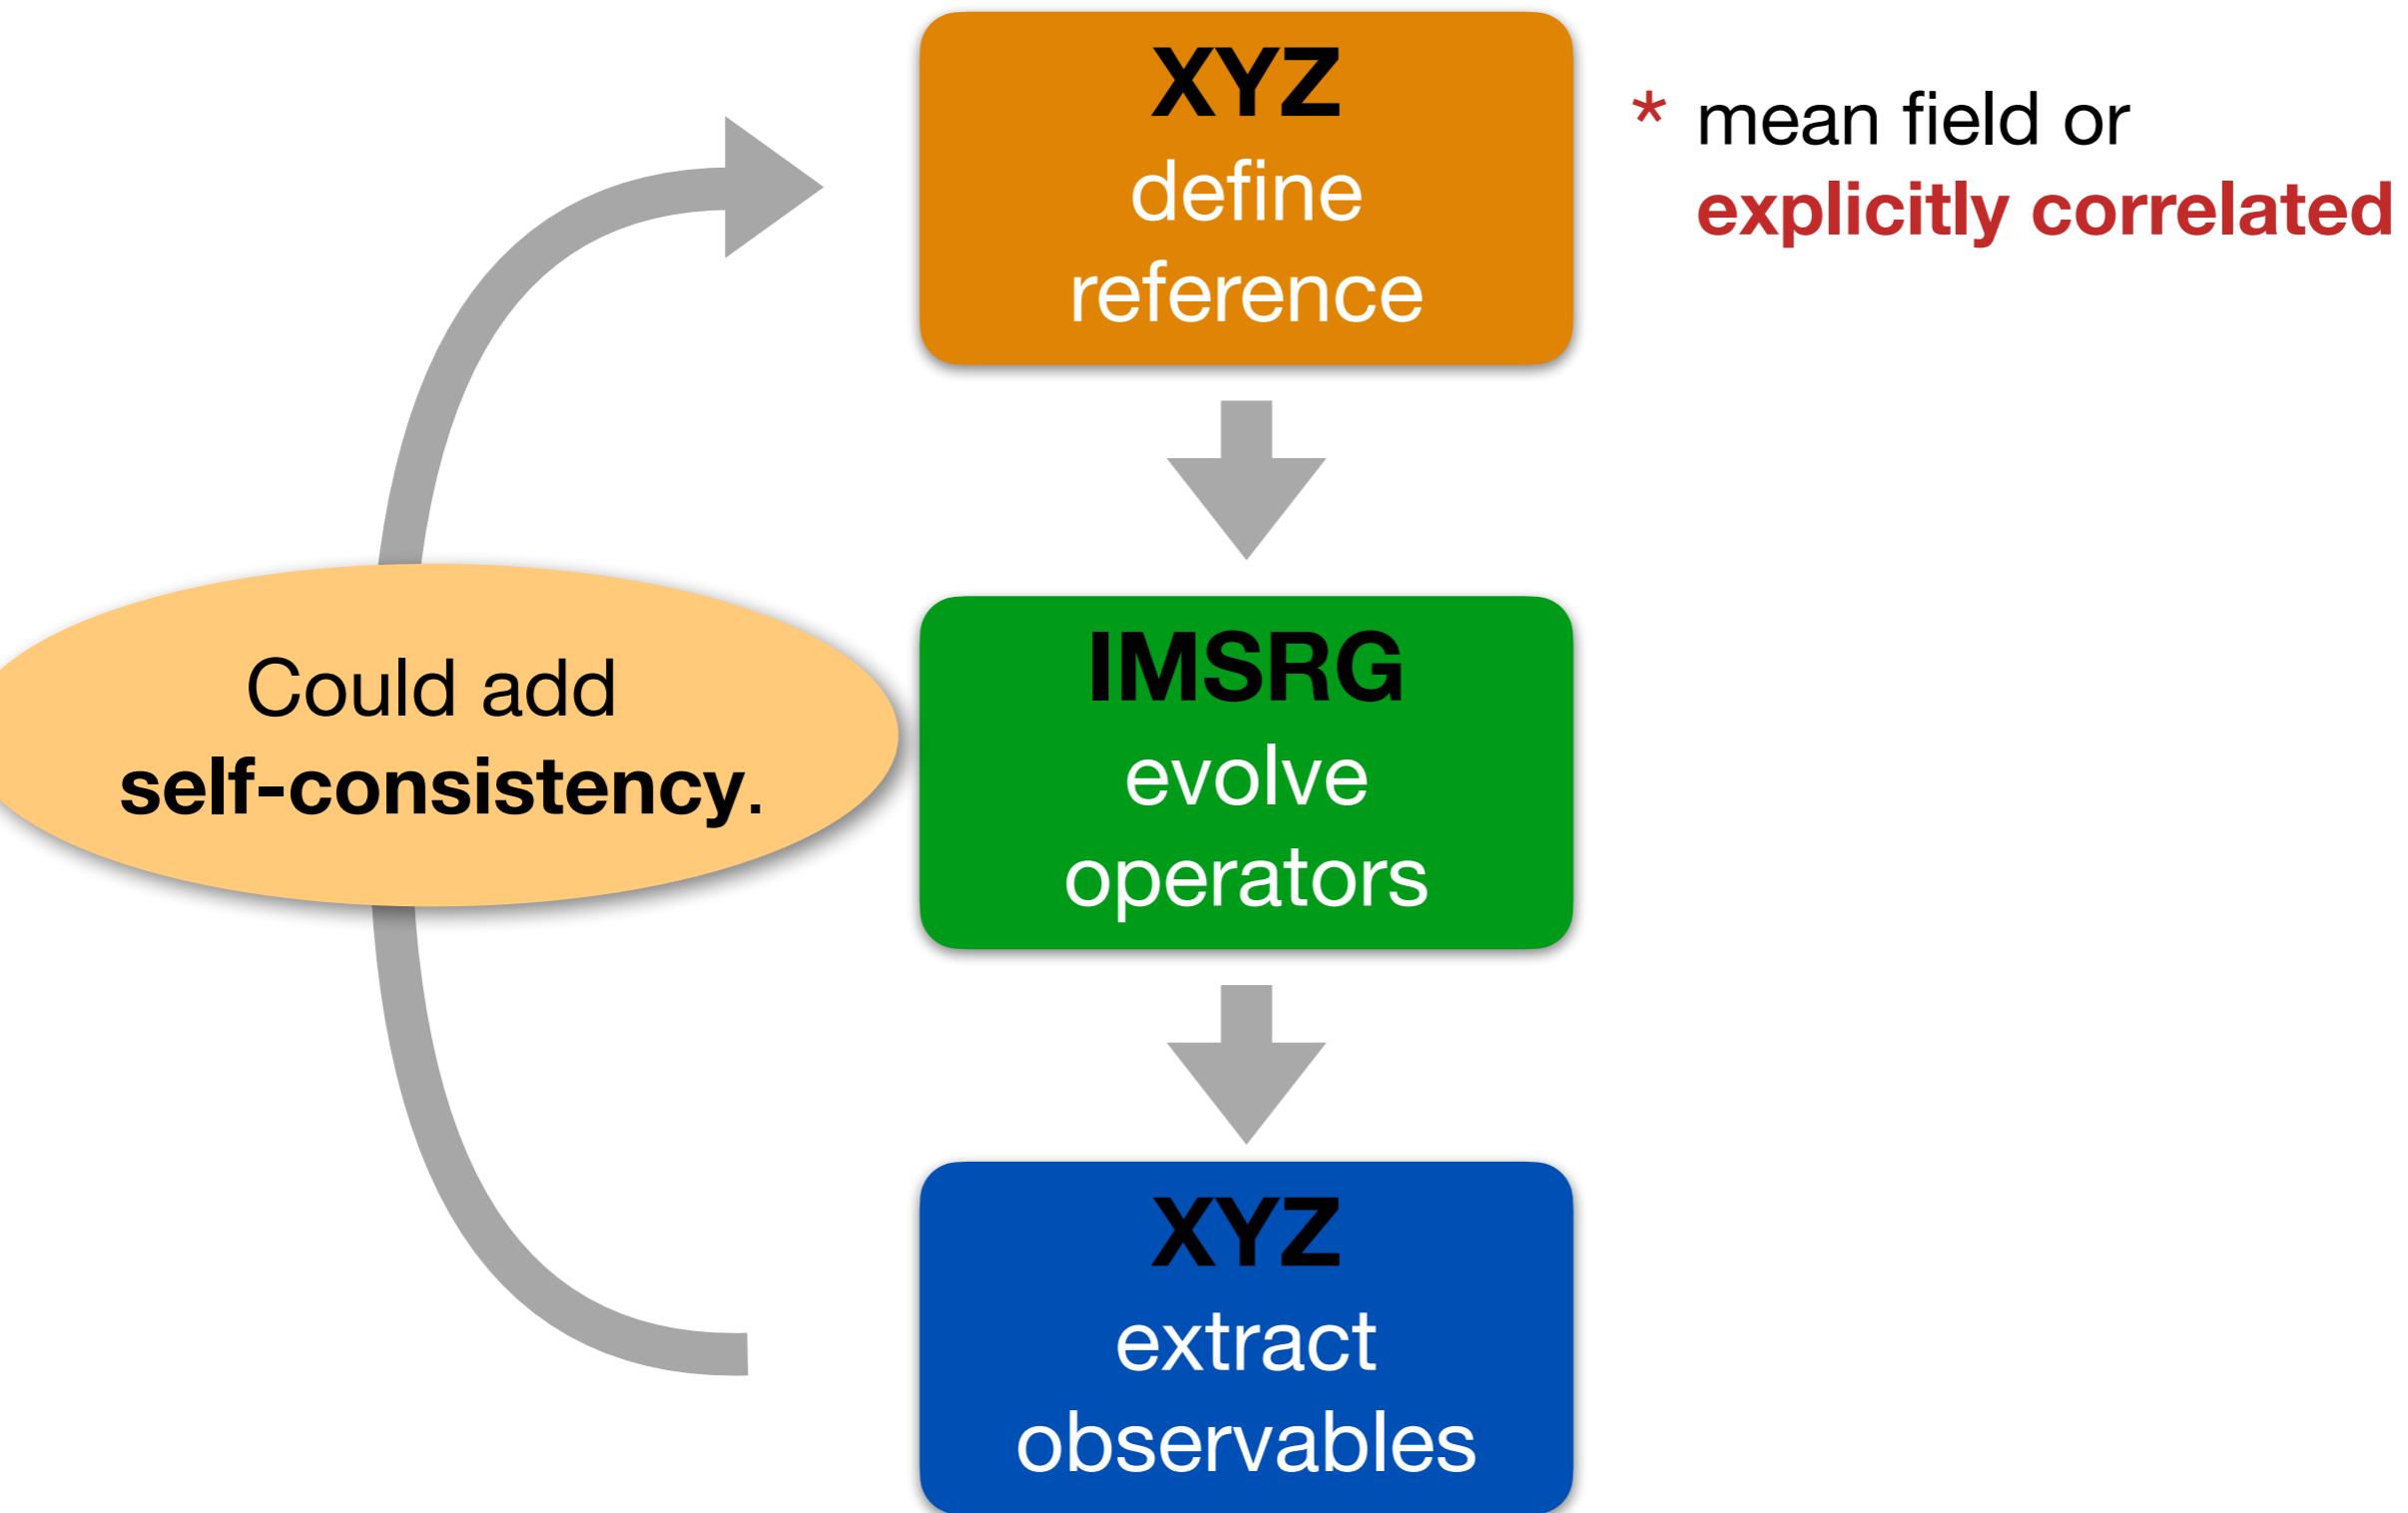 XYZ
define
reference
* mean field or
explicitly correlated
Could add
self-consistency.
IMSRG
evolve
operators
XYZ
extract
observables